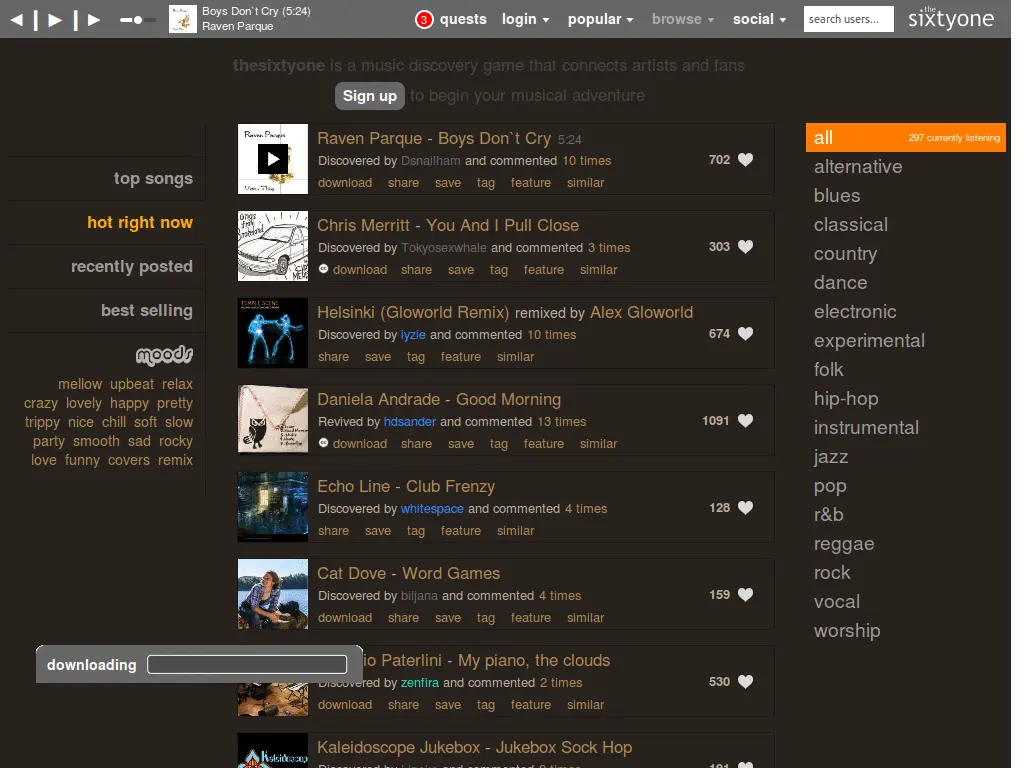 Boys Don`t Cry (5:24)
Raven Parque
3 quests login popular browse social search users... the sixtyone
thesixtyone is a music discovery game that connects artists and fans
Sign up to begin your musical adventure
top songs
hot right now
recently posted
best selling
moods
mellow upbeat relax
crazy lovely happy pretty
trippy nice chill soft slow
party smooth sad rocky
love funny covers remix
Raven Parque - Boys Don`t Cry 5:24
Discovered by Dsnailham and commented 10 times
702
download share save tag feature similar
Chris Merritt - You And I Pull Close
Discovered by Tokyosexwhale and commented 3 times
303
cc download share save tag feature similar
Helsinki (Gloworld Remix) remixed by Alex Gloworld
Discovered by iyzie and commented 10 times
674
share save tag feature similar
Daniela Andrade - Good Morning
Revived by hdsander and commented 13 times
1091
cc download share save tag feature similar
Echo Line - Club Frenzy
Discovered by whitespace and commented 4 times
128
share save tag feature similar
Cat Dove - Word Games
Discovered by biljana and commented 4 times
159
download share save tag feature similar
io Paterlini - My piano, the clouds
Discovered by zenfira and commented 2 times
530
download share save tag feature similar
Kaleidoscope Jukebox - Jukebox Sock Hop
downloading
all 297 currently listening
alternative
blues
classical
country
dance
electronic
experimental
folk
hip-hop
instrumental
jazz
pop
r&b
reggae
rock
vocal
worship